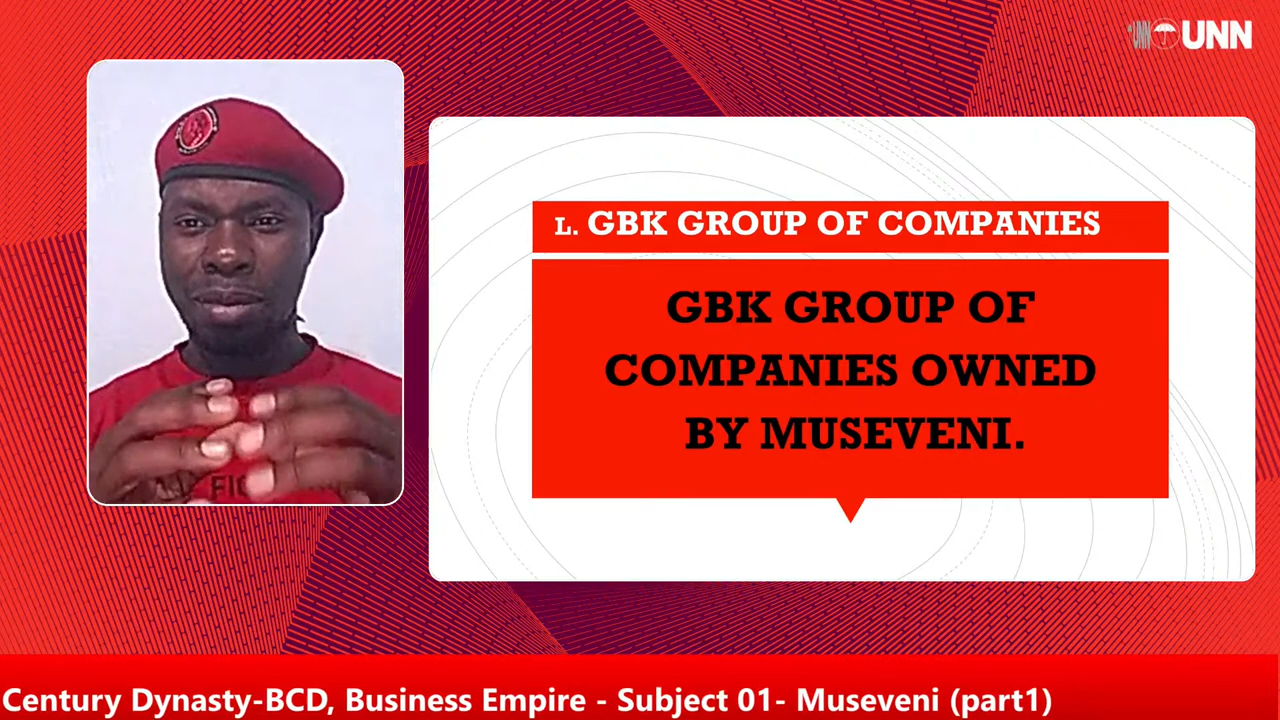 UNN
L. GBK GROUP OF COMPANIES
GBK GROUP OF
COMPANIES OWNED
BY MUSEVENI.
Century Dynasty-BCD, Business Empire - Subject 01- Museveni (part1)